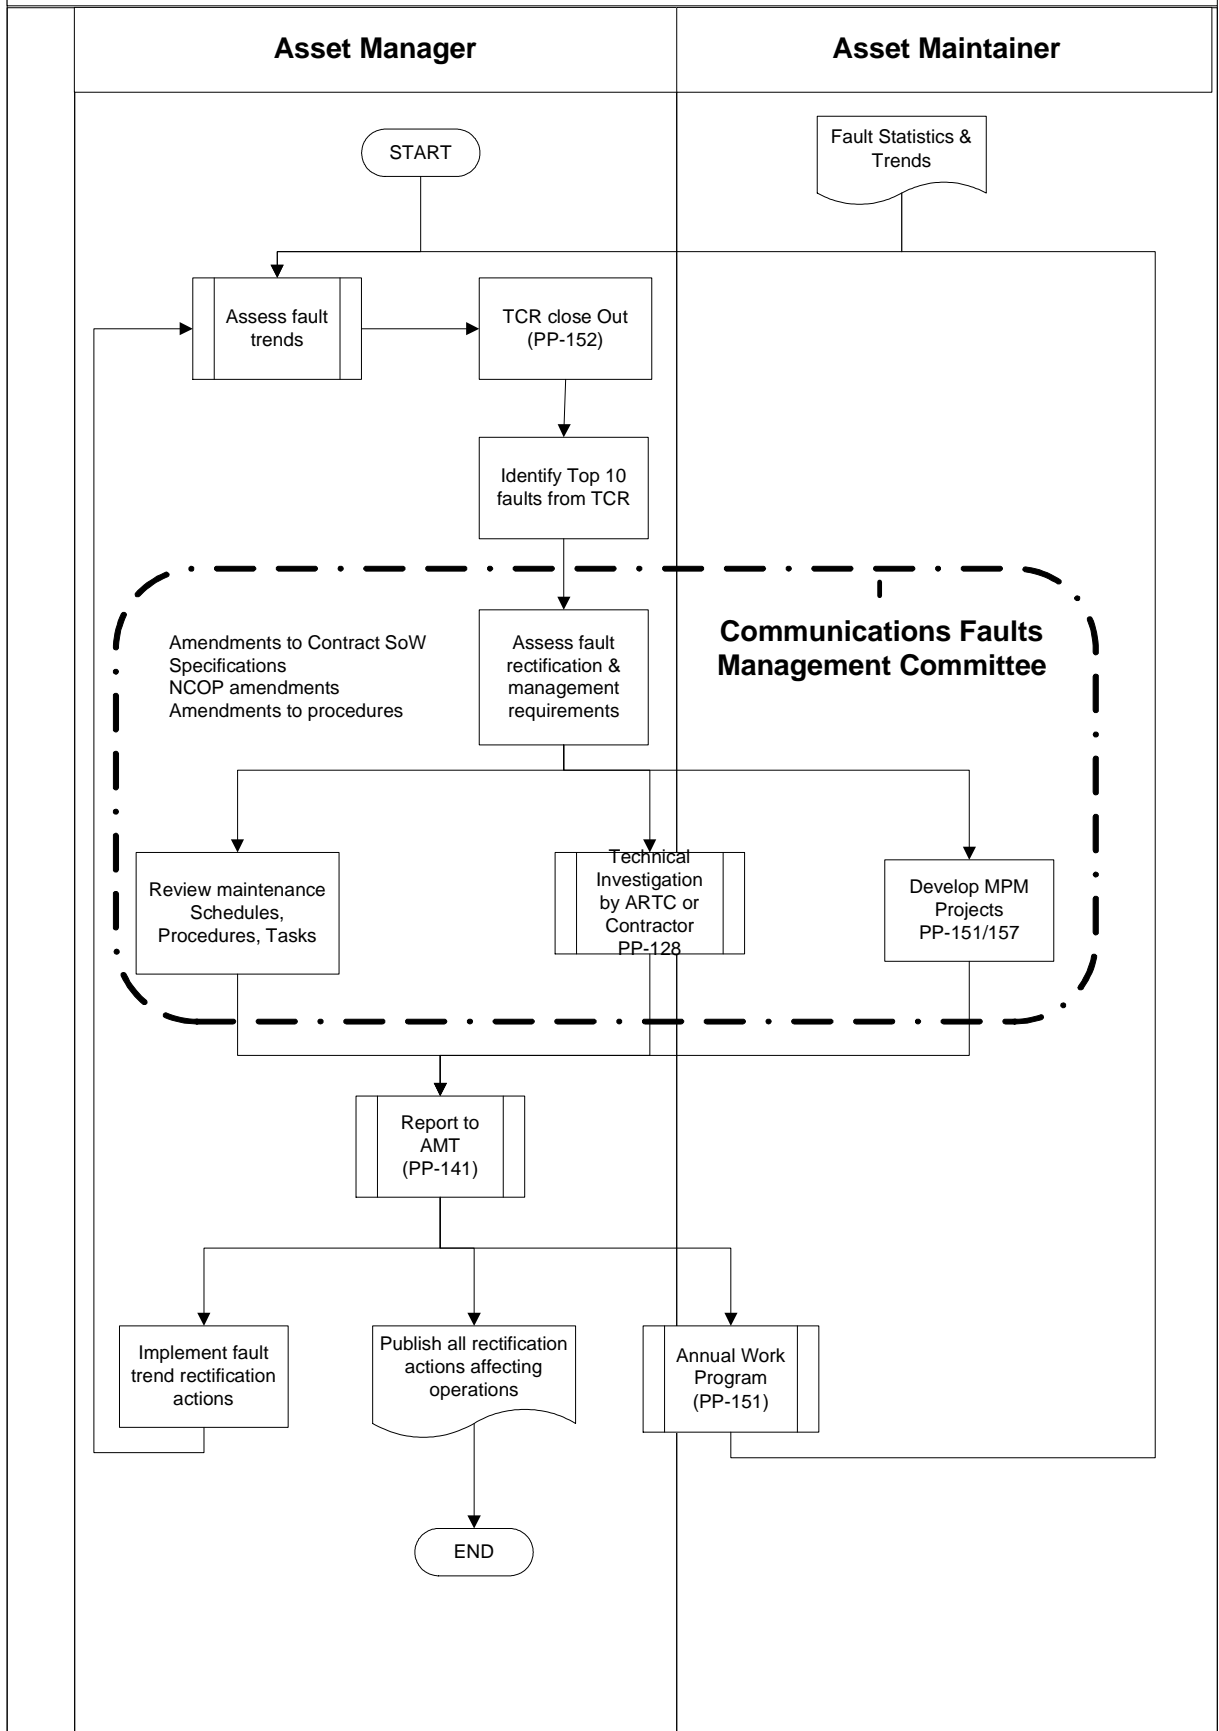 Asset Manager
Asset Maintainer
START
Fault Statistics &
Trends
Assess fault
trends
TCR close Out
(PP-152)
Identify Top 10
faults from TCR
Amendments to Contract SoW
Specifications
NCOP amendments
Amendments to procedures
Assess fault
rectification &
management
requirements
Communications Faults
Management Committee
Review maintenance
Schedules,
Procedures, Tasks
Technical
Investigation
by ARTC or
Contractor
PP-128
Develop MPM
Projects
PP-151/157
Report to
AMT
(PP-141)
Implement fault
trend rectification
actions
Publish all rectification
actions affecting
operations
Annual Work
Program
(PP-151)
END